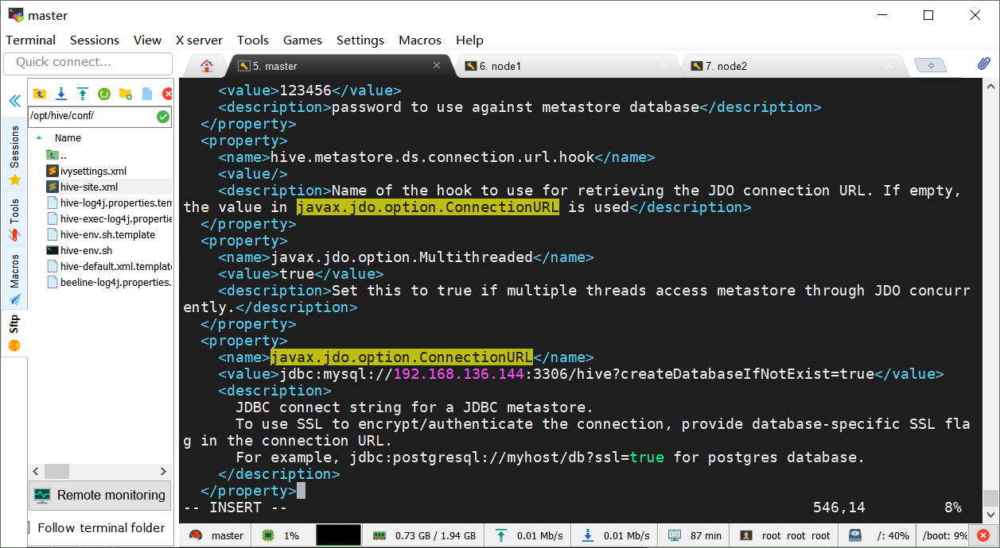 master
Terminal Sessions View X server Tools Games Settings Macros Help
Quick connect...
5. master
6. node1
7. node2
/opt/hive/conf/
Name
..
ivysettings.xml
hive-site.xml
hive-log4j.properties.tem
hive-exec-log4j.propertie
hive-env.sh.template
hive-env.sh
hive-default.xml.template
beeline-log4j.properties.
Sessions
Tools
Macros
Sftp
Remote monitoring
Follow terminal folder
<value>123456</value>
<description>password to use against metastore database</description>
</property>
<property>
<name>hive.metastore.ds.connection.url.hook</name>
<value/>
<description>Name of the hook to use for retrieving the JDO connection URL. If empty,
the value in javax.jdo.option.ConnectionURL is used</description>
</property>
<property>
<name>javax.jdo.option.Multithreaded</name>
<value>true</value>
<description>Set this to true if multiple threads access metastore through JDO concurr
ently.</description>
</property>
<property>
<name>javax.jdo.option.ConnectionURL</name>
<value>jdbc:mysql://192.168.136.144:3306/hive?createDatabaseIfNotExist=true</value>
<description>
JDBC connect string for a JDBC metastore.
To use SSL to encrypt/authenticate the connection, provide database-specific SSL fla
g in the connection URL.
For example, jdbc:postgresql://myhost/db?ssl=true for postgres database.
</description>
</property>
-- INSERT -- 546,14 8%
master 1% 0.73 GB / 1.94 GB 0.01 Mb/s 0.01 Mb/s 87 min root root root /: 40% /boot: 9%